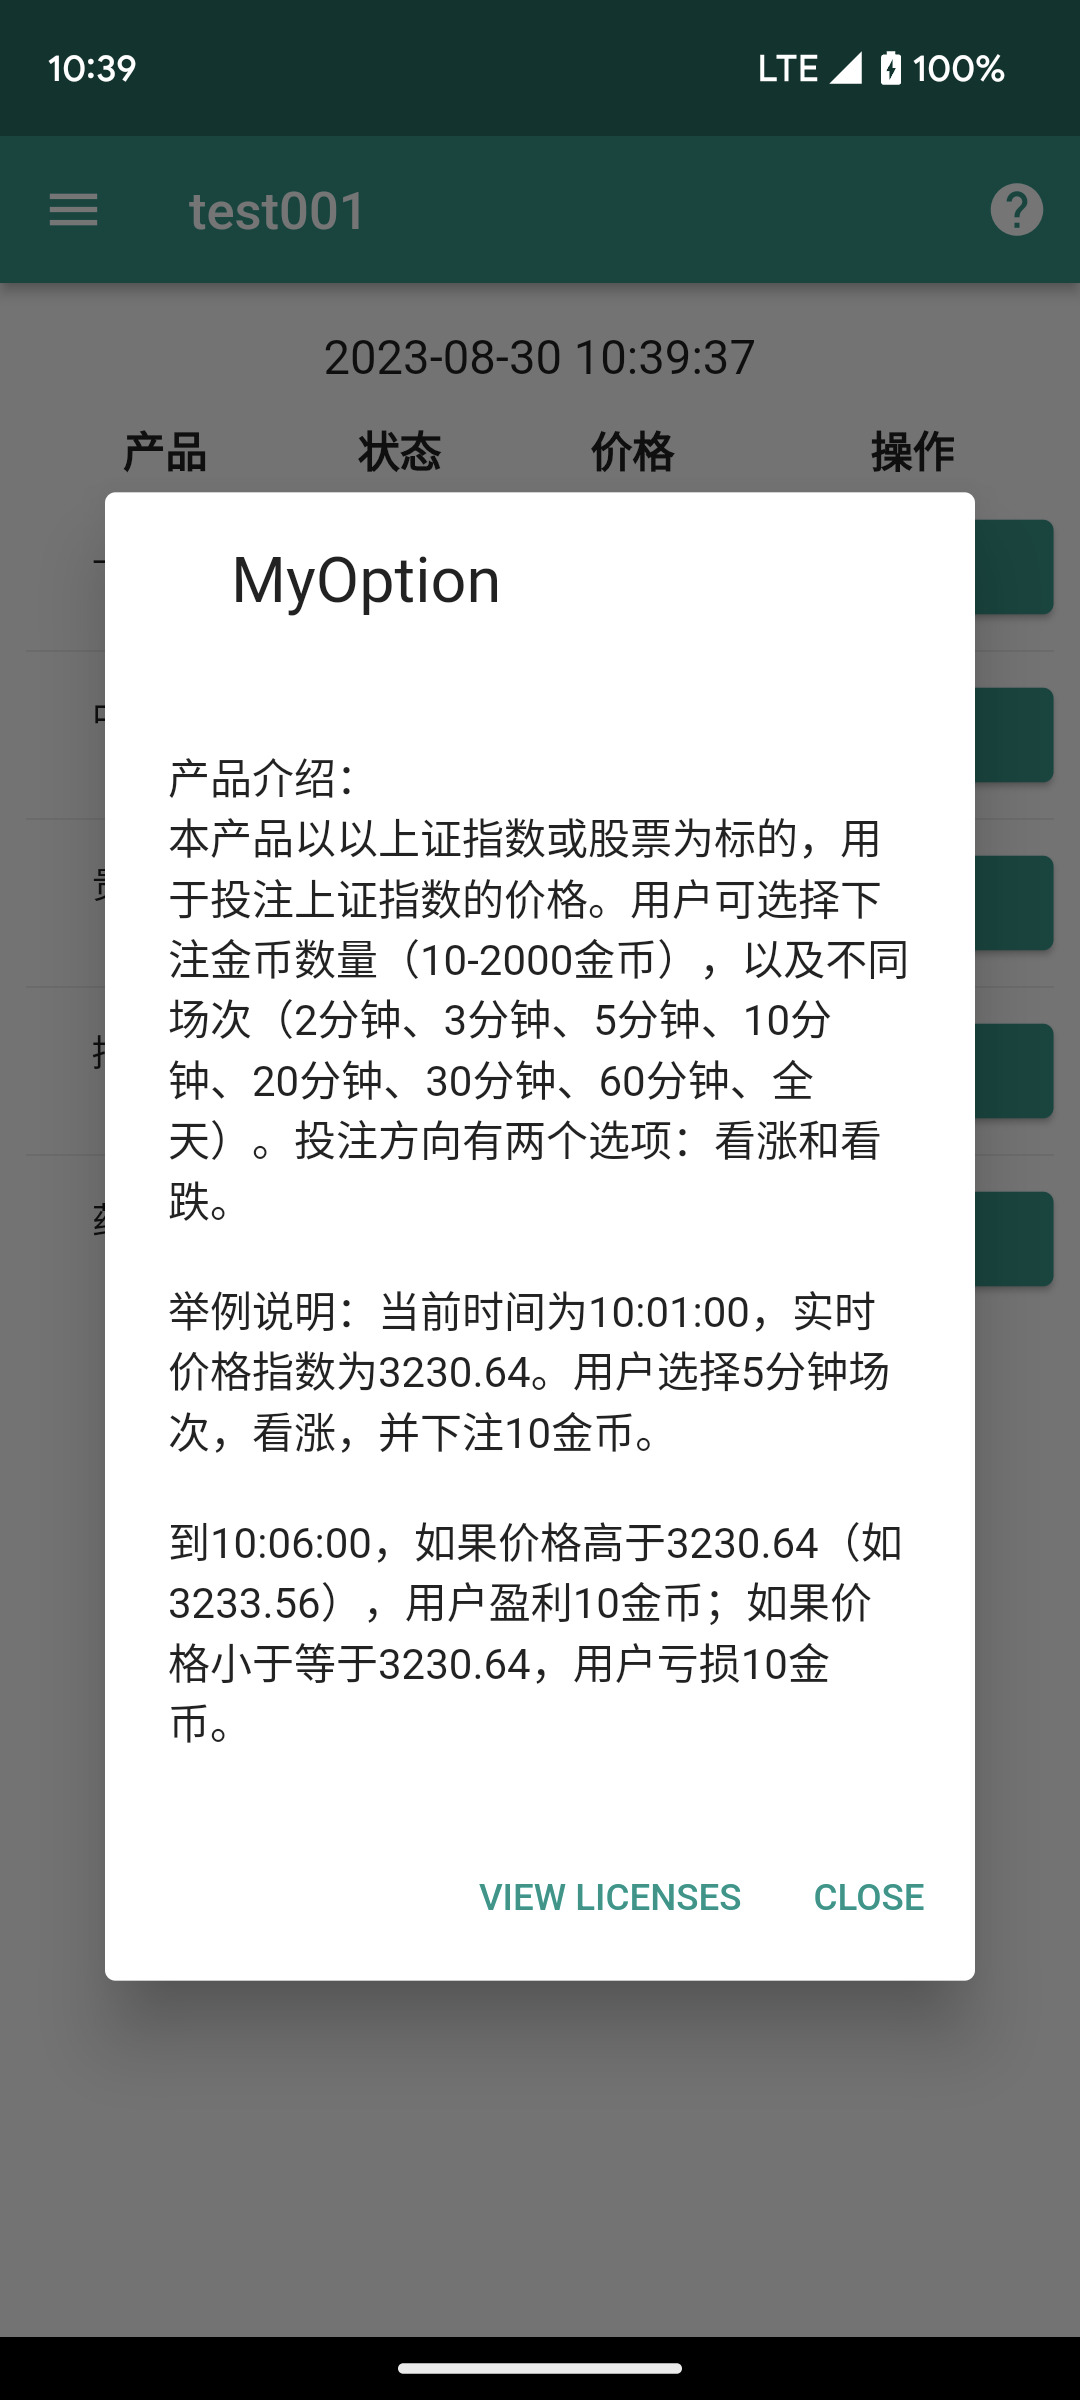 10:39
LTE 100%
test001
2023-08-30 10:39:37
产品 状态 价格 操作
MyOption
产品介绍：
本产品以以上证指数或股票为标的，用
于投注上证指数的价格。用户可选择下
注金币数量（10-2000金币），以及不同
场次（2分钟、3分钟、5分钟、10分
钟、20分钟、30分钟、60分钟、全
天）。投注方向有两个选项：看涨和看
跌。
举例说明：当前时间为10:01:00，实时
价格指数为3230.64。用户选择5分钟场
次，看涨，并下注10金币。
到10:06:00，如果价格高于3230.64（如
3233.56），用户盈利10金币；如果价
格小于等于3230.64，用户亏损10金
币。
VIEW LICENSES CLOSE